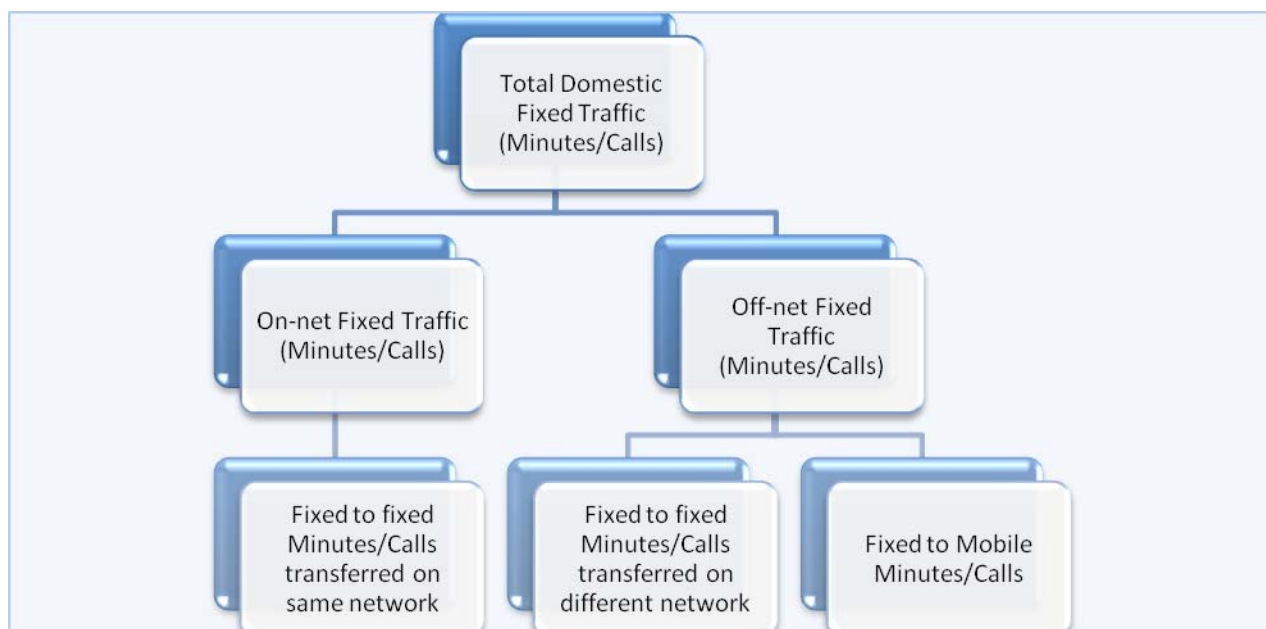 Total Domestic
Fixed Traffic
(Minutes/Calls)
On-net Fixed Traffic
(Minutes/Calls)
Off-net Fixed
Traffic
(Minutes/Calls)
Fixed to fixed
Minutes/Calls
transferred on
same network
Fixed to fixed
Minutes/Calls
transferred on
different network
Fixed to Mobile
Minutes/Calls